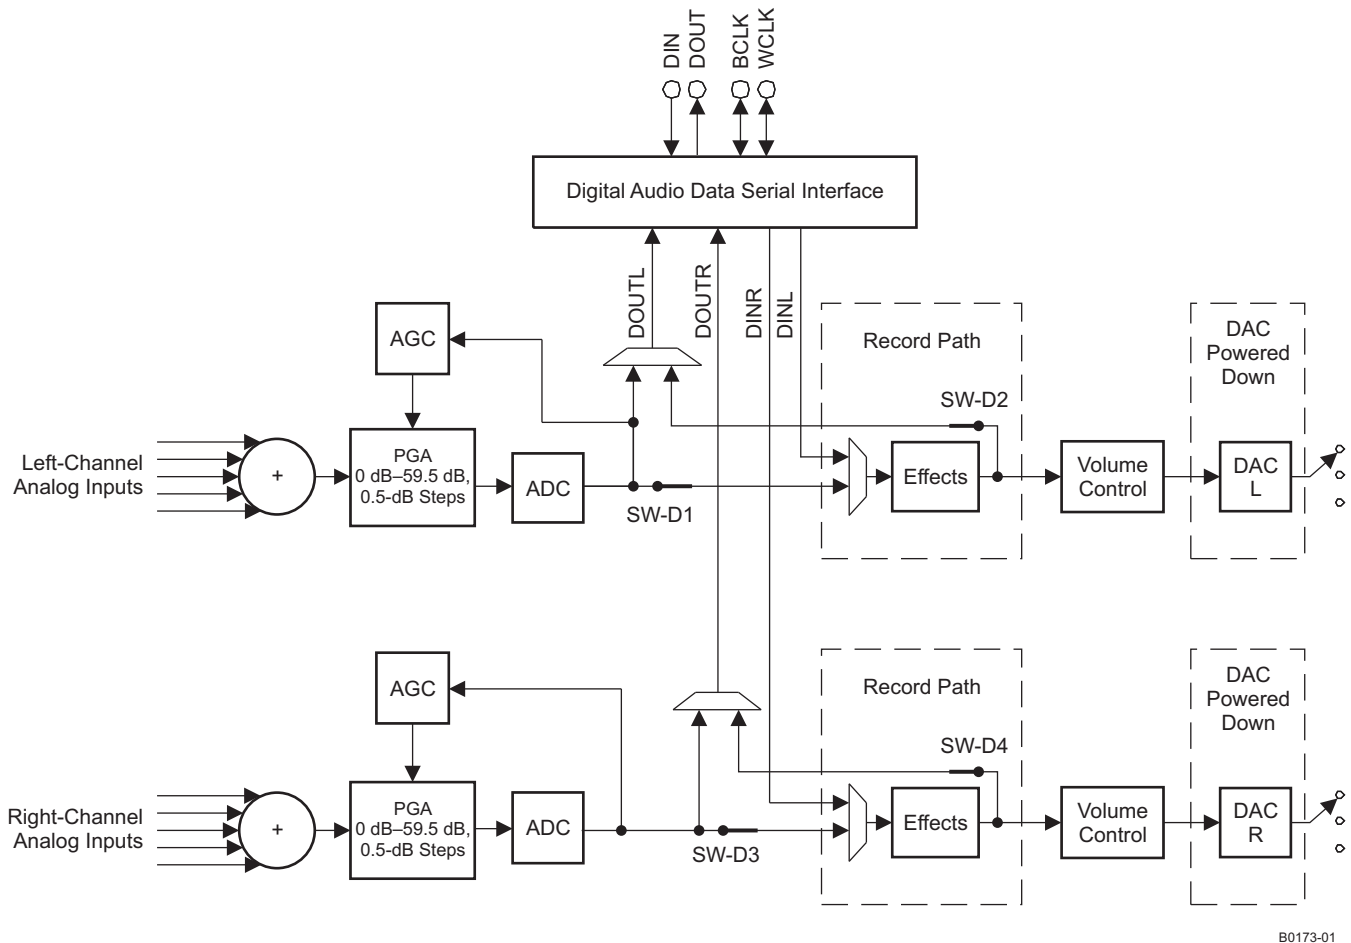 DIN
DOUT
BCLK
WCLK
Digital Audio Data Serial Interface
DOUTL
DOUTR
DINR
DINL
AGC
Record Path
DAC
Powered
Down
SW-D2
Left-Channel
Analog Inputs
+
PGA
0 dB–59.5 dB,
0.5-dB Steps
ADC
SW-D1
Effects
Volume
Control
DAC
L
AGC
Record Path
DAC
Powered
Down
SW-D4
Right-Channel
Analog Inputs
+
PGA
0 dB–59.5 dB,
0.5-dB Steps
ADC
SW-D3
Effects
Volume
Control
DAC
R
B0173-01